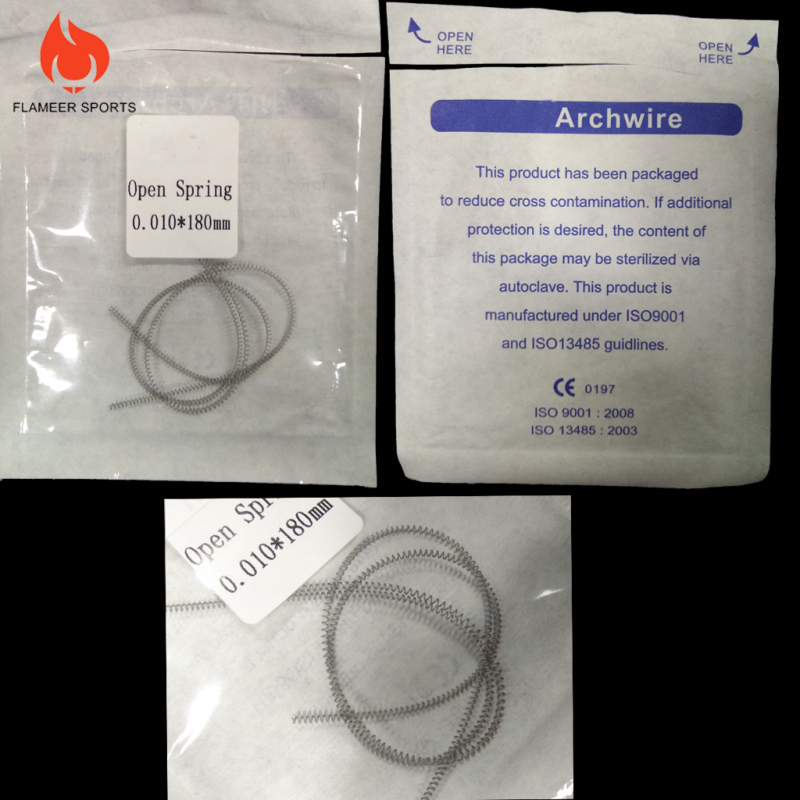 FLAMEER SPORTS
Open Spring
0.010*180mm
OPEN
HERE
OPEN
HERE
Archwire
This product has been packaged
to reduce cross contamination. If additional
protection is desired, the content of
this package may be sterilized via
autoclave. This product is
manufactured under ISO9001
and ISO13485 guidlines.
CE 0197
ISO 9001 : 2008
ISO 13485 : 2003
Open Spr
0.010*180mm